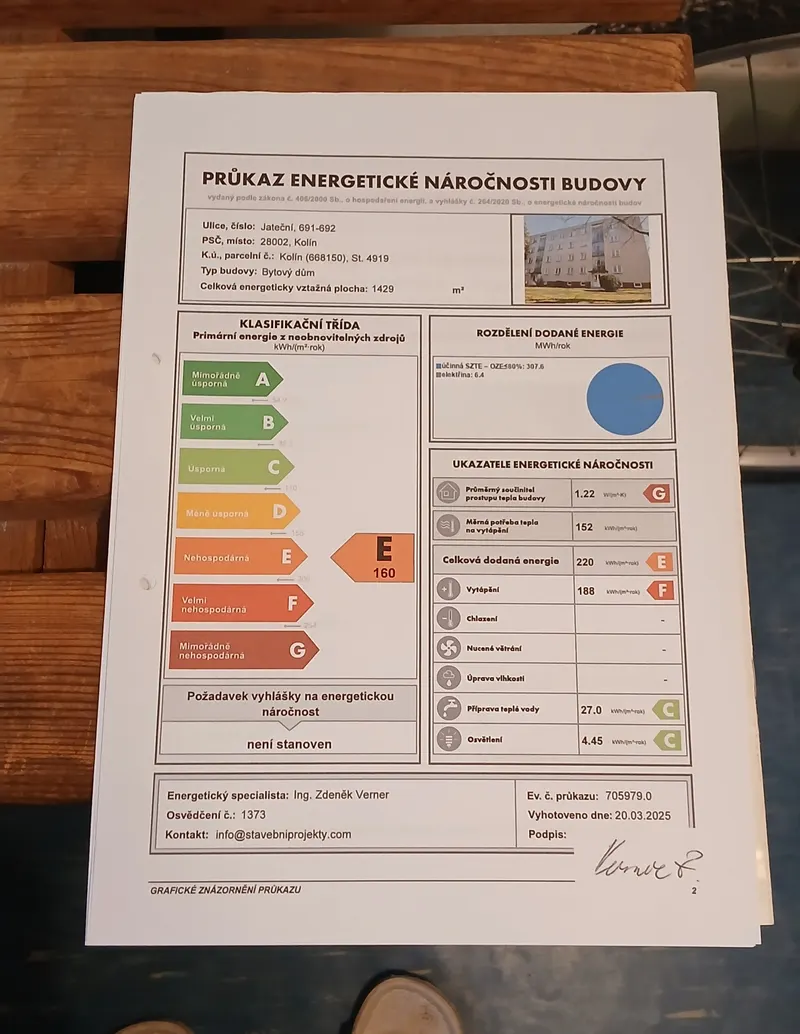 PRŮKAZ ENERGETICKÉ NÁROČNOSTI BUDOVY
vydaný podle zákona č. 406/2000 Sb., o hospodaření energií, a vyhlášky č. 264/2020 Sb., o energetické náročnosti budov
Ulice, číslo: Jateční, 691-692
PSČ, místo: 28002, Kolín
K.ú., parcelní č.: Kolín (668150), St. 4919
Typ budovy: Bytový dům
Celková energeticky vztažná plocha: 1429 m²
KLASIFIKAČNÍ TŘÍDA
Primární energie z neobnovitelných zdrojů
kWh/(m²·rok)
Mimořádně úsporná A
Velmi úsporná B
Úsporná C
Méně úsporná D
Nehospodárná E
Velmi nehospodárná F
Mimořádně nehospodárná G
E
160
Požadavek vyhlášky na energetickou
náročnost
není stanoven
ROZDĚLENÍ DODANÉ ENERGIE
MWh/rok
účinná SZTE – OZE≤80%: 307.6
elektřina: 6.4
UKAZATELE ENERGETICKÉ NÁROČNOSTI
Průměrný součinitel
prostupu tepla budovy 1.22 W/(m²·K) G
Měrná potřeba tepla
na vytápění 152 kWh/(m²·rok)
Celková dodaná energie 220 kWh/(m²·rok) E
Vytápění 188 kWh/(m²·rok) F
Chlazení -
Nucené větrání -
Úprava vlhkosti -
Příprava teplé vody 27.0 kWh/(m²·rok) C
Osvětlení 4.45 kWh/(m²·rok) C
Energetický specialista: Ing. Zdeněk Verner
Osvědčení č.: 1373
Kontakt: info@stavebniprojekty.com
Ev. č. průkazu: 705979.0
Vyhotoveno dne: 20.03.2025
Podpis:
GRAFICKÉ ZNÁZORNĚNÍ PRŮKAZU
2